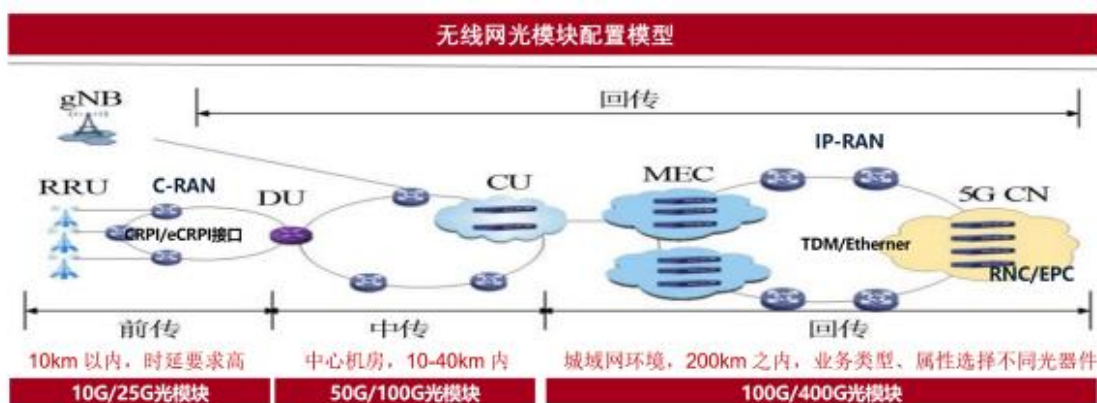 无线网光模块配置模型
gNB
回传
IP-RAN
RRU
C-RAN
DU
CU
MEC
5G CN
CRPI/eCRPI接口
TDM/Etherner
RNC/EPC
前传
中传
回传
10km 以内，时延要求高
中心机房，10-40km 内
城域网环境，200km 之内，业务类型、属性选择不同光器件
10G/25G光模块
50G/100G光模块
100G/400G光模块